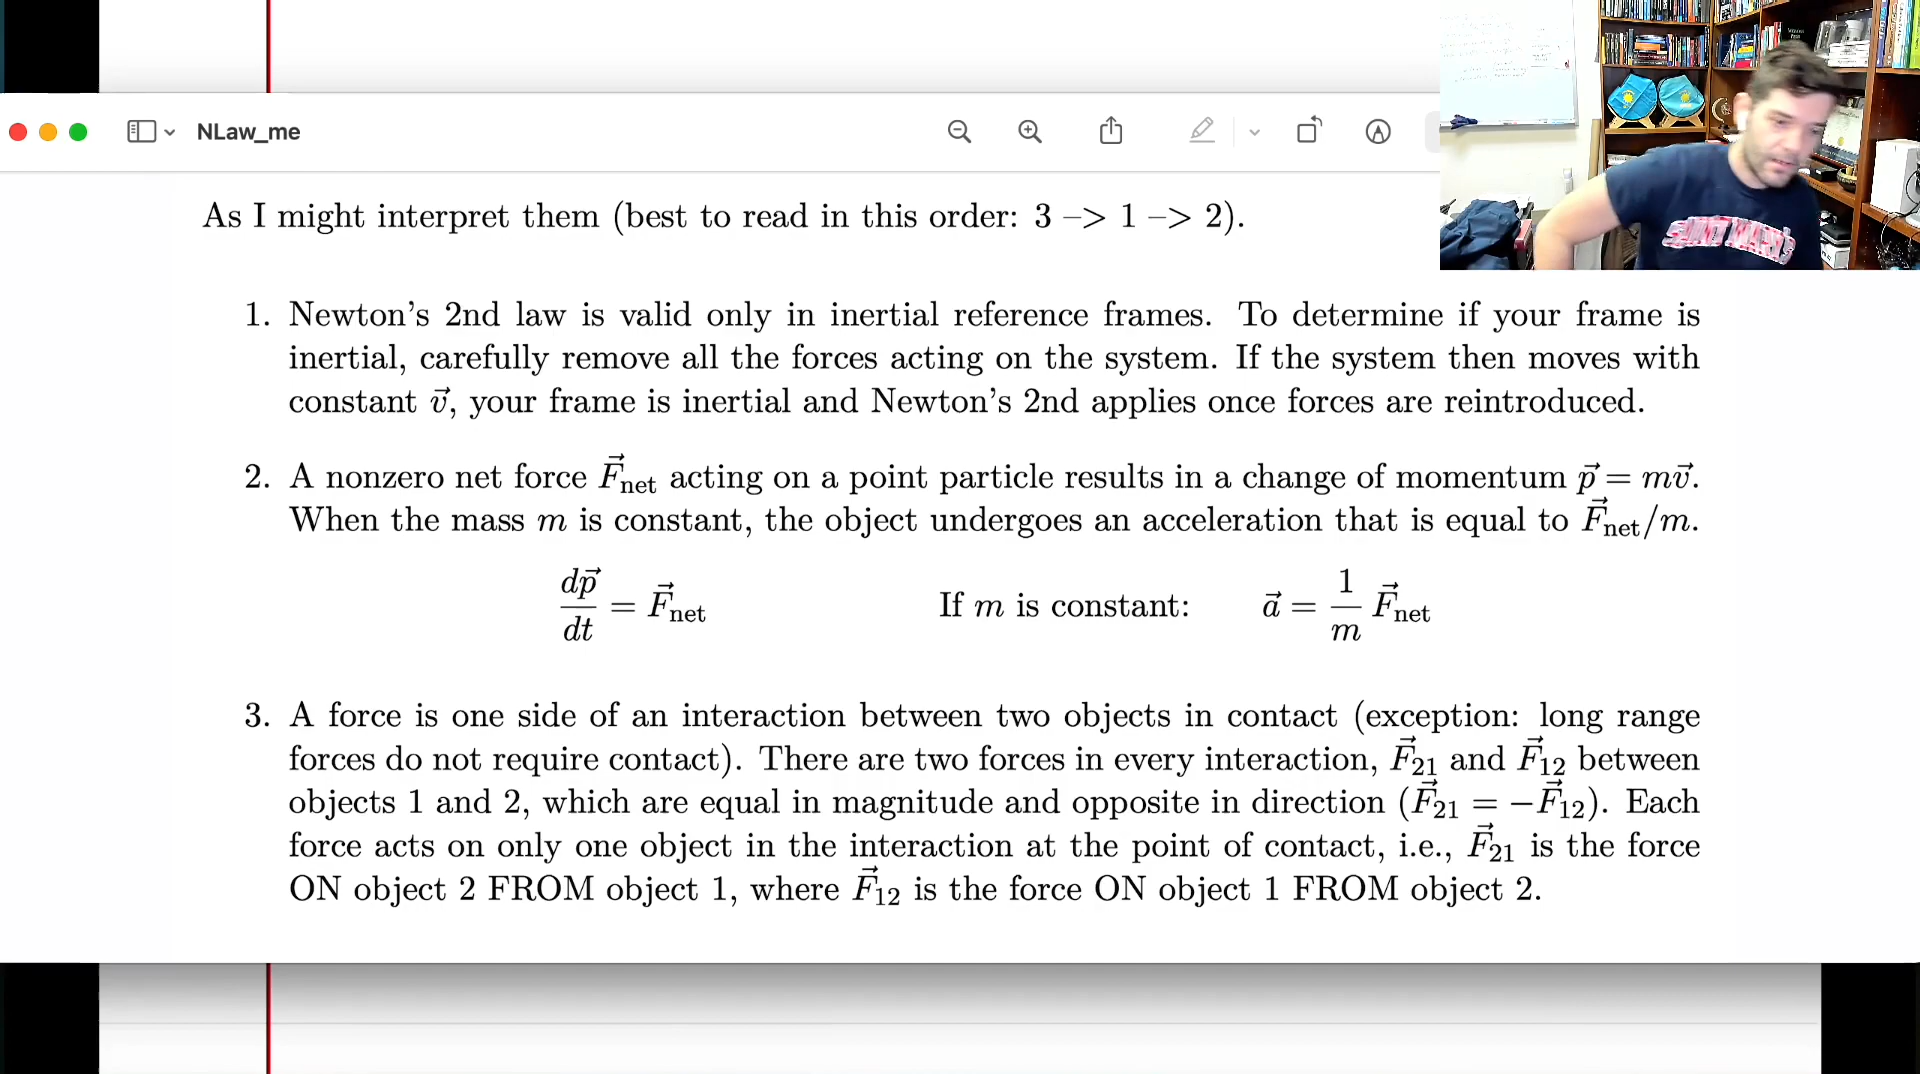 NLaw_me
As I might interpret them (best to read in this order: 3 –> 1 –> 2).
1. Newton's 2nd law is valid only in inertial reference frames. To determine if your frame is
inertial, carefully remove all the forces acting on the system. If the system then moves with
constant v⃗, your frame is inertial and Newton's 2nd applies once forces are reintroduced.
2. A nonzero net force F⃗_net acting on a point particle results in a change of momentum p⃗ = mv⃗.
When the mass m is constant, the object undergoes an acceleration that is equal to F⃗_net/m.
dp⃗/dt = F⃗_net If m is constant: a⃗ = 1/m F⃗_net
3. A force is one side of an interaction between two objects in contact (exception: long range
forces do not require contact). There are two forces in every interaction, F⃗₂₁ and F⃗₁₂ between
objects 1 and 2, which are equal in magnitude and opposite in direction (F⃗₂₁ = −F⃗₁₂). Each
force acts on only one object in the interaction at the point of contact, i.e., F⃗₂₁ is the force
ON object 2 FROM object 1, where F⃗₁₂ is the force ON object 1 FROM object 2.